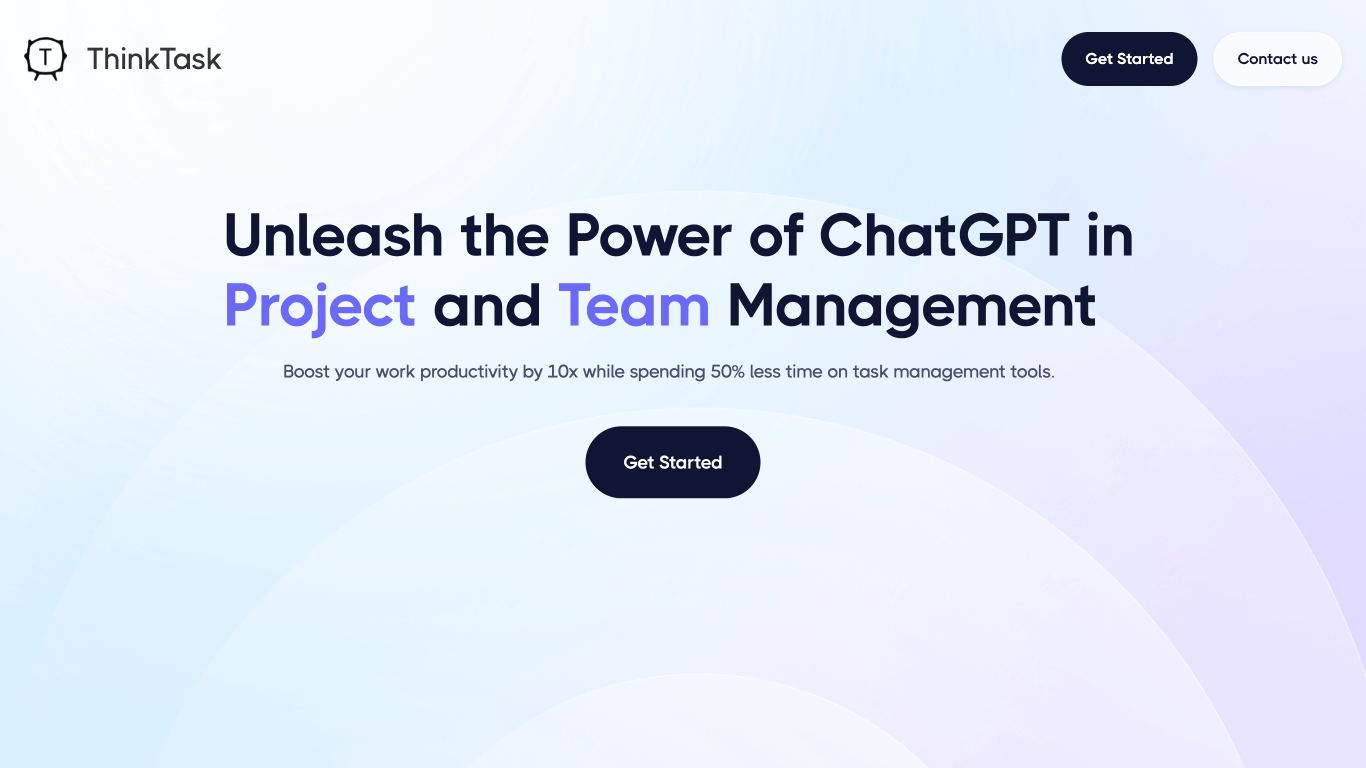 T ThinkTask
Get Started
Contact us
Unleash the Power of ChatGPT in
Project and Team Management
Boost your work productivity by 10x while spending 50% less time on task management tools.
Get Started